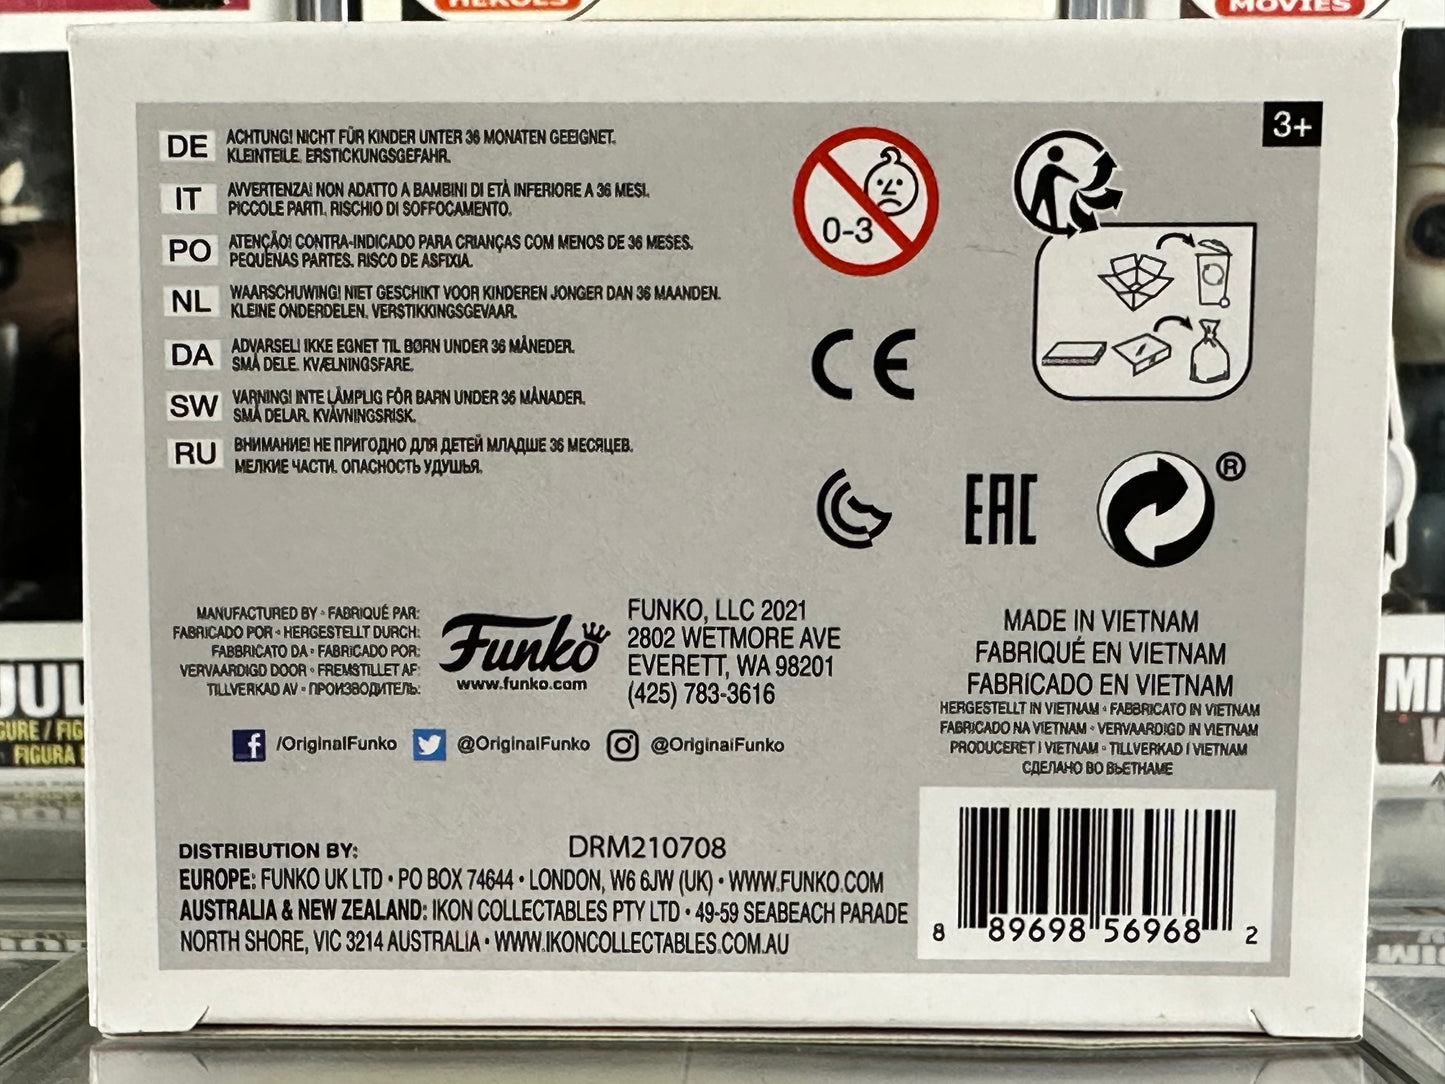 HEROES
MOVIES
3+
DE ACHTUNG! NICHT FÜR KINDER UNTER 36 MONATEN GEEIGNET.
KLEINTEILE. ERSTICKUNGSGEFAHR.
IT AVVERTENZA! NON ADATTO A BAMBINI DI ETÀ INFERIORE A 36 MESI.
PICCOLE PARTI. RISCHIO DI SOFFOCAMENTO.
PO ATENÇÃO! CONTRA-INDICADO PARA CRIANÇAS COM MENOS DE 36 MESES.
PEQUENAS PARTES. RISCO DE ASFIXIA.
NL WAARSCHUWING! NIET GESCHIKT VOOR KINDEREN JONGER DAN 36 MAANDEN.
KLEINE ONDERDELEN. VERSTIKKINGSGEVAAR.
DA ADVARSEL! IKKE EGNET TIL BØRN UNDER 36 MÅNEDER.
SMÅ DELE. KVÆLNINGSFARE.
SW VARNING! INTE LÄMPLIG FÖR BARN UNDER 36 MÅNADER.
SMÅ DELAR. KVÄVNINGSRISK.
RU ВНИМАНИЕ! НЕ ПРИГОДНО ДЛЯ ДЕТЕЙ МЛАДШЕ 36 МЕСЯЦЕВ.
МЕЛКИЕ ЧАСТИ. ОПАСНОСТЬ УДУШЬЯ.
0-3
CE
EAC
®
MANUFACTURED BY • FABRIQUÉ PAR:
FABRICADO POR • HERGESTELLT DURCH:
FABBRICATO DA • FABRICADO POR:
VERVAARDIGD DOOR • FREMSTILLET AF:
TILLVERKAD AV • ПРОИЗВОДИТЕЛЬ:
Funko
www.funko.com
FUNKO, LLC 2021
2802 WETMORE AVE
EVERETT, WA 98201
(425) 783-3616
MADE IN VIETNAM
FABRIQUÉ EN VIETNAM
FABRICADO EN VIETNAM
HERGESTELLT IN VIETNAM • FABBRICATO IN VIETNAM
FABRICADO NA VIETNAM • VERVAARDIGD IN VIETNAM
PRODUCERET I VIETNAM • TILLVERKAD I VIETNAM
СДЕЛАНО ВО ВЬЕТНАМЕ
/OriginalFunko @OriginalFunko @OriginalFunko
DISTRIBUTION BY: DRM210708
EUROPE: FUNKO UK LTD • PO BOX 74644 • LONDON, W6 6JW (UK) • WWW.FUNKO.COM
AUSTRALIA & NEW ZEALAND: IKON COLLECTABLES PTY LTD • 49-59 SEABEACH PARADE
NORTH SHORE, VIC 3214 AUSTRALIA • WWW.IKONCOLLECTABLES.COM.AU
8 89698 56968 2